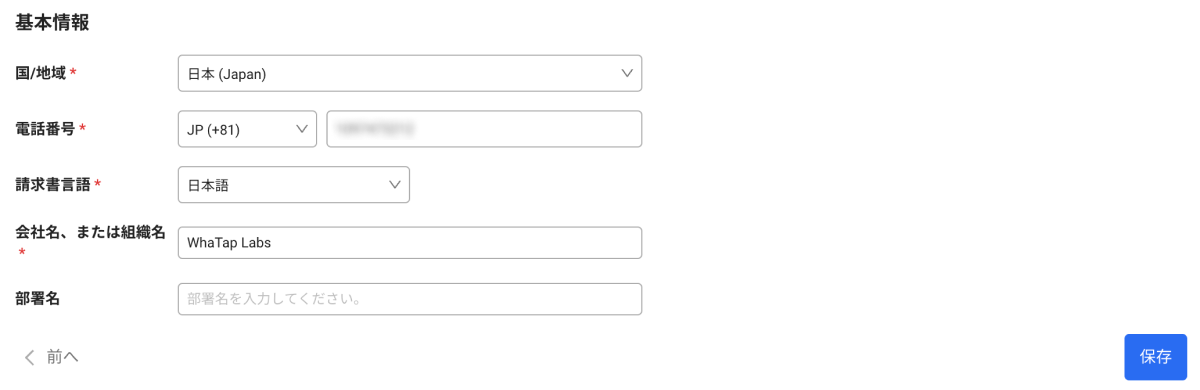 基本情報
国/地域 *
日本 (Japan)
電話番号 *
JP (+81)
請求書言語 *
日本語
会社名、または組織名
*
WhaTap Labs
部署名
部署名を入力してください。
前へ
保存